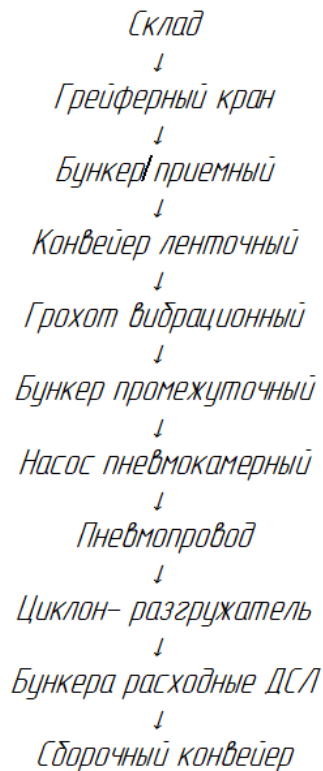 Склад
↓
Грейферный кран
↓
Бункер приемный
↓
Конвейер ленточный
↓
Грохот вибрационный
↓
Бункер промежуточный
↓
Насос пневмокамерный
↓
Пневмопровод
↓
Циклон- разгружатель
↓
Бункера расходные ДСЛ
↓
Сборочный конвейер